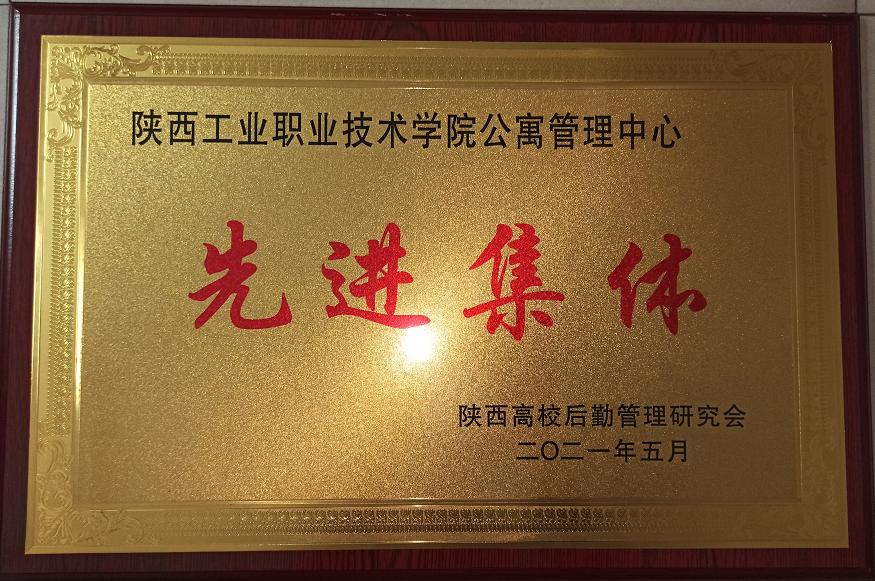 陕西工业职业技术学院公寓管理中心
先进集体
陕西高校后勤管理研究会
二〇二一年五月